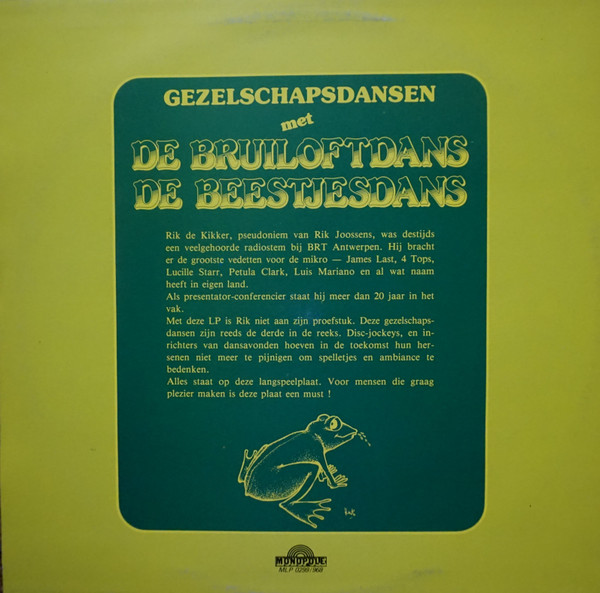 GEZELSCHAPSDANSEN
met
DE BRUILOFTDANS
DE BEESTJESDANS
Rik de Kikker, pseudoniem van Rik Joossens, was destijds
een veelgehoorde radiostem bij BRT Antwerpen. Hij bracht
er de grootste vedetten voor de mikro — James Last, 4 Tops,
Lucille Starr, Petula Clark, Luis Mariano en al wat naam
heeft in eigen land.
Als presentator-conferencier staat hij meer dan 20 jaar in het
vak.
Met deze LP is Rik niet aan zijn proefstuk. Deze gezelschaps-
dansen zijn reeds de derde in de reeks. Disc-jockeys, en in-
richters van dansavonden hoeven in de toekomst hun her-
senen niet meer te pijnigen om spelletjes en ambiance te
bedenken.
Alles staat op deze langspeelplaat. Voor mensen die graag
plezier maken is deze plaat een must !
MONOPOLE
MLP 0299/968